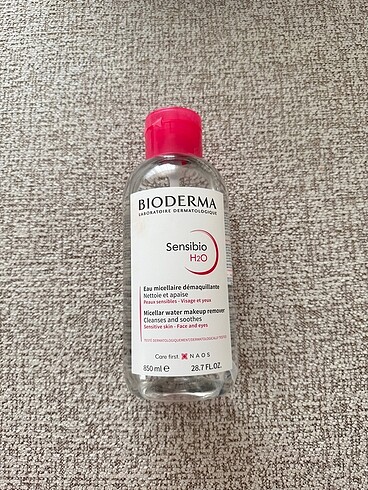 BIODERMA
LABORATOIRE DERMATOLOGIQUE
Sensibio
H2O
Eau micellaire démaquillante
Nettoie et apaise
Peaux sensibles - Visage et yeux
Micellar water makeup remover
Cleanses and soothes
Sensitive skin - Face and eyes
Care first NAOS
850 ml e 28.7 FL.OZ.